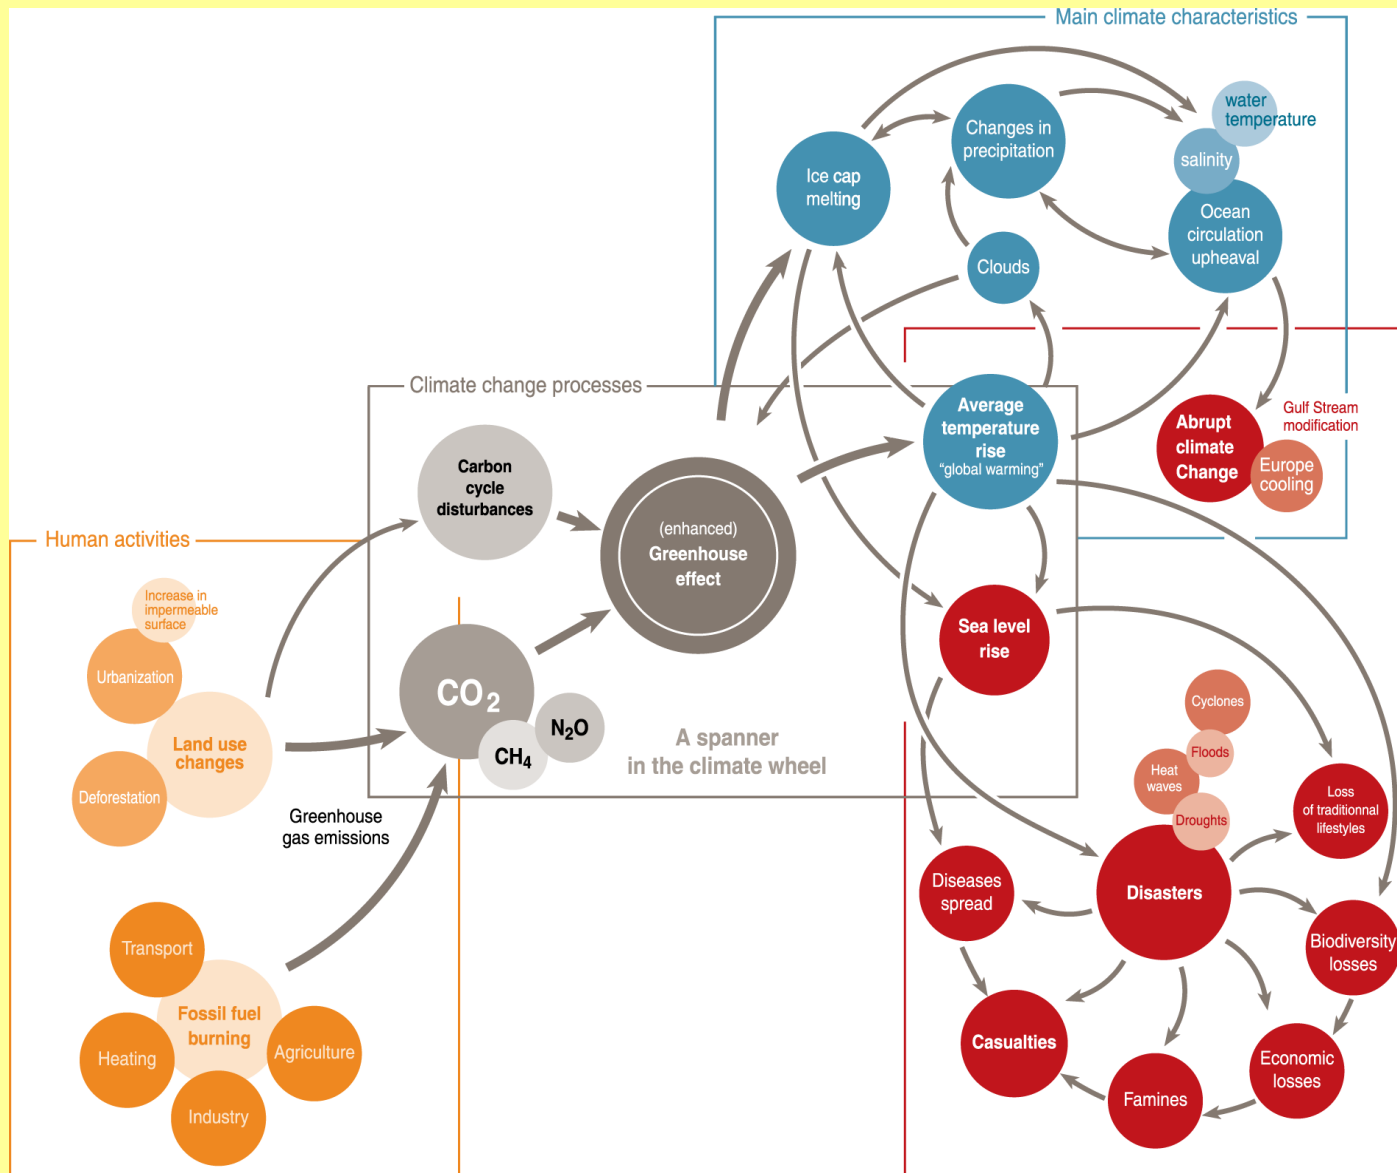 Main climate characteristics
water
temperature
salinity
Changes in
precipitation
Ice cap
melting
Ocean
circulation
upheaval
Clouds
Climate change processes
Average
temperature
rise
“global warming”
Gulf Stream
modification
Abrupt
climate
Change
Europe
cooling
Carbon
cycle
disturbances
(enhanced)
Greenhouse
effect
Human activities
Increase in
impermeable
surface
Urbanization
Land use
changes
Deforestation
CO2
CH4
N2O
Sea level
rise
A spanner
in the climate wheel
Greenhouse
gas emissions
Cyclones
Floods
Heat
waves
Droughts
Loss
of traditionnal
lifestyles
Diseases
spread
Disasters
Biodiversity
losses
Transport
Fossil fuel
burning
Heating
Agriculture
Industry
Casualties
Economic
losses
Famines